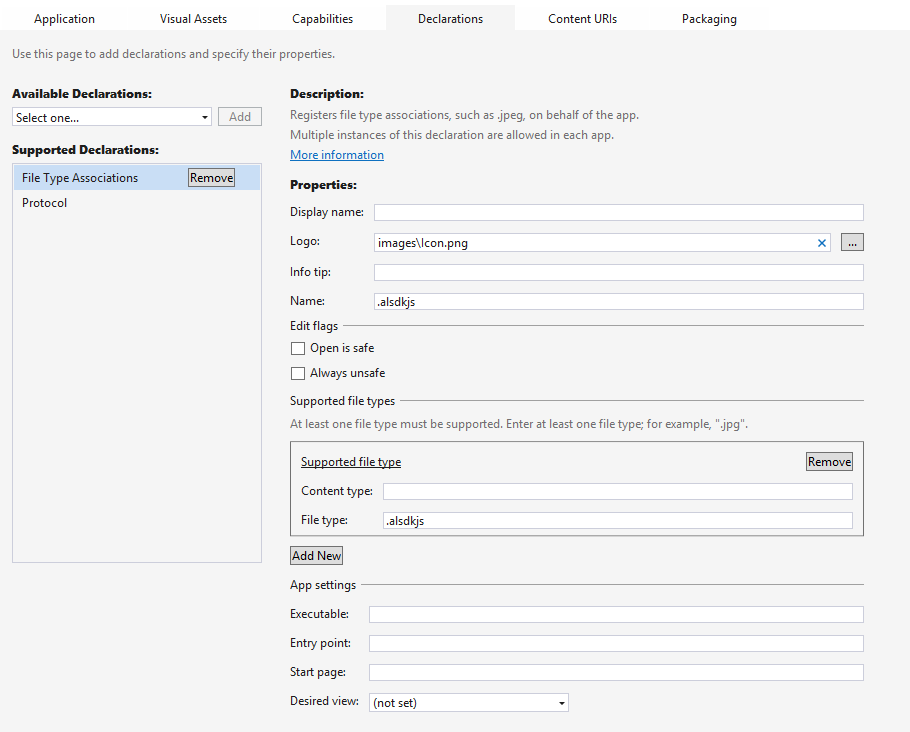 Application Visual Assets Capabilities Declarations Content URIs Packaging
Use this page to add declarations and specify their properties.
Available Declarations:
Select one...
Add
Supported Declarations:
File Type Associations
Remove
Protocol
Description:
Registers file type associations, such as .jpeg, on behalf of the app.
Multiple instances of this declaration are allowed in each app.
More information
Properties:
Display name:
Logo: images\Icon.png ...
Info tip:
Name: .alsdkjs
Edit flags
Open is safe
Always unsafe
Supported file types
At least one file type must be supported. Enter at least one file type; for example, ".jpg".
Supported file type Remove
Content type:
File type: .alsdkjs
Add New
App settings
Executable:
Entry point:
Start page:
Desired view: (not set)